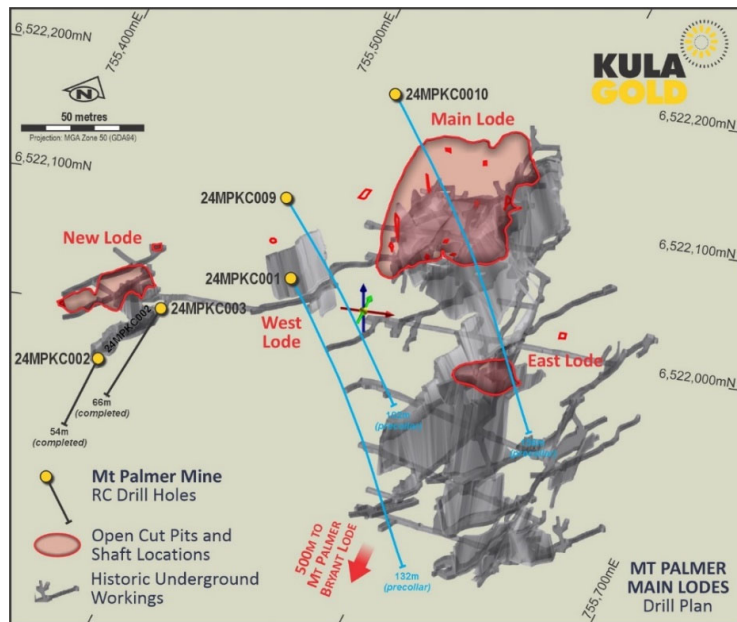 6,522,200mN
755,400mE
755,500mE
KULA
GOLD
N
50 metres
Projection: MGA Zone 50 (GDA94)
24MPKC0010
Main Lode
6,522,200mN
6,522,100mN
24MPKC009
New Lode
24MPKC001
6,522,100mN
24MPKC003
West
Lode
24MPKC002
24MPKC002
East Lode
6,522,000mN
66m
(completed)
54m
(completed)
(precollar)
(precollar)
Mt Palmer Mine
RC Drill Holes
Open Cut Pits and
Shaft Locations
Historic Underground
Workings
500M TO
MT PALMER
BRYANT LODE
132m
(precollar)
755,700mE
MT PALMER
MAIN LODES
Drill Plan